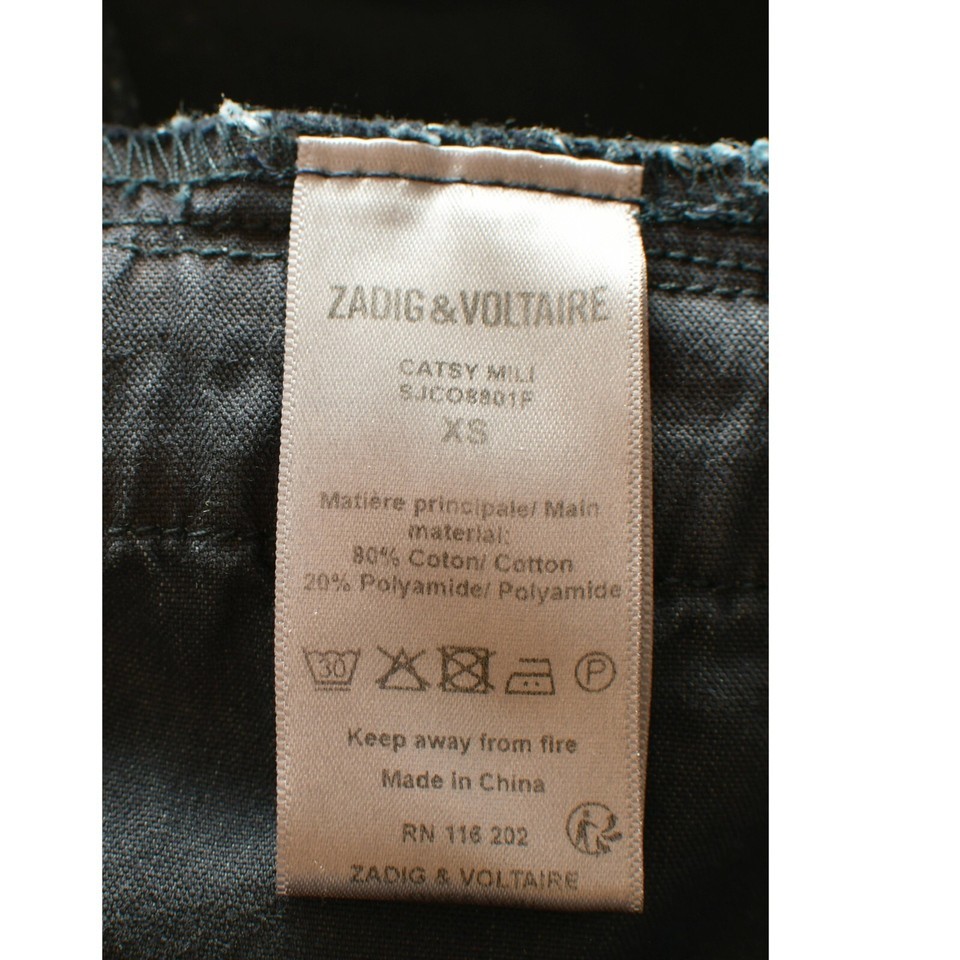 ZADIG & VOLTAIRE
CATSY MILI
SJCO8801F
XS
Matière principale/ Main
material:
80% Coton/ Cotton
20% Polyamide/ Polyamide
30
P
Keep away from fire
Made in China
RN 116 202
ZADIG & VOLTAIRE